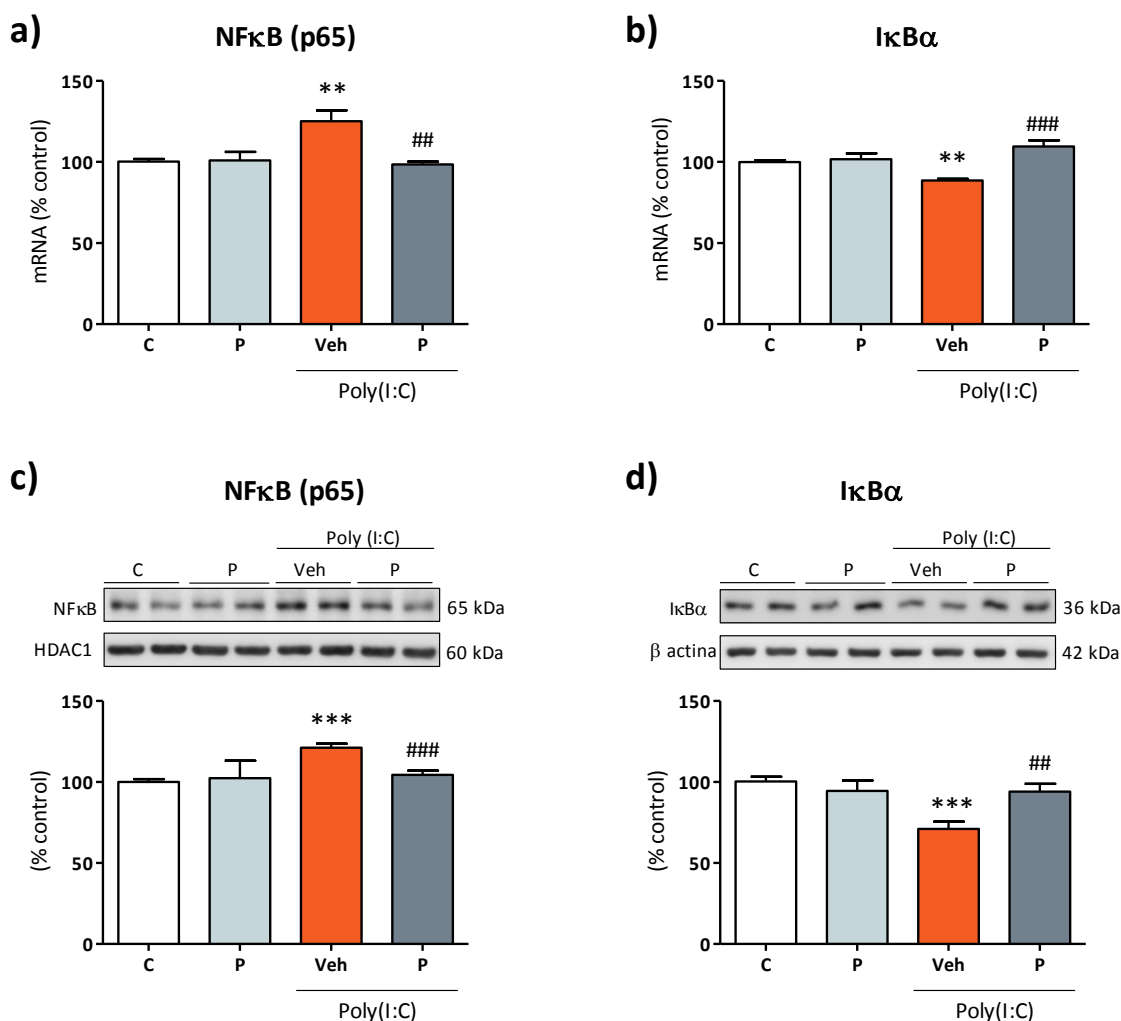 a)
NFκB (p65)
mRNA (% control)
150
100
50
0
**
##
C P Veh P
Poly(I:C)
b)
IκBα
mRNA (% control)
150
100
50
0
**
###
C P Veh P
Poly(I:C)
c)
NFκB (p65)
Poly (I:C)
C P Veh P
NFκB 65 kDa
HDAC1 60 kDa
(% control)
150
100
50
0
***
###
C P Veh P
Poly(I:C)
d)
IκBα
Poly (I:C)
C P Veh P
IκBα 36 kDa
β actina 42 kDa
(% control)
150
100
50
0
***
##
C P Veh P
Poly(I:C)